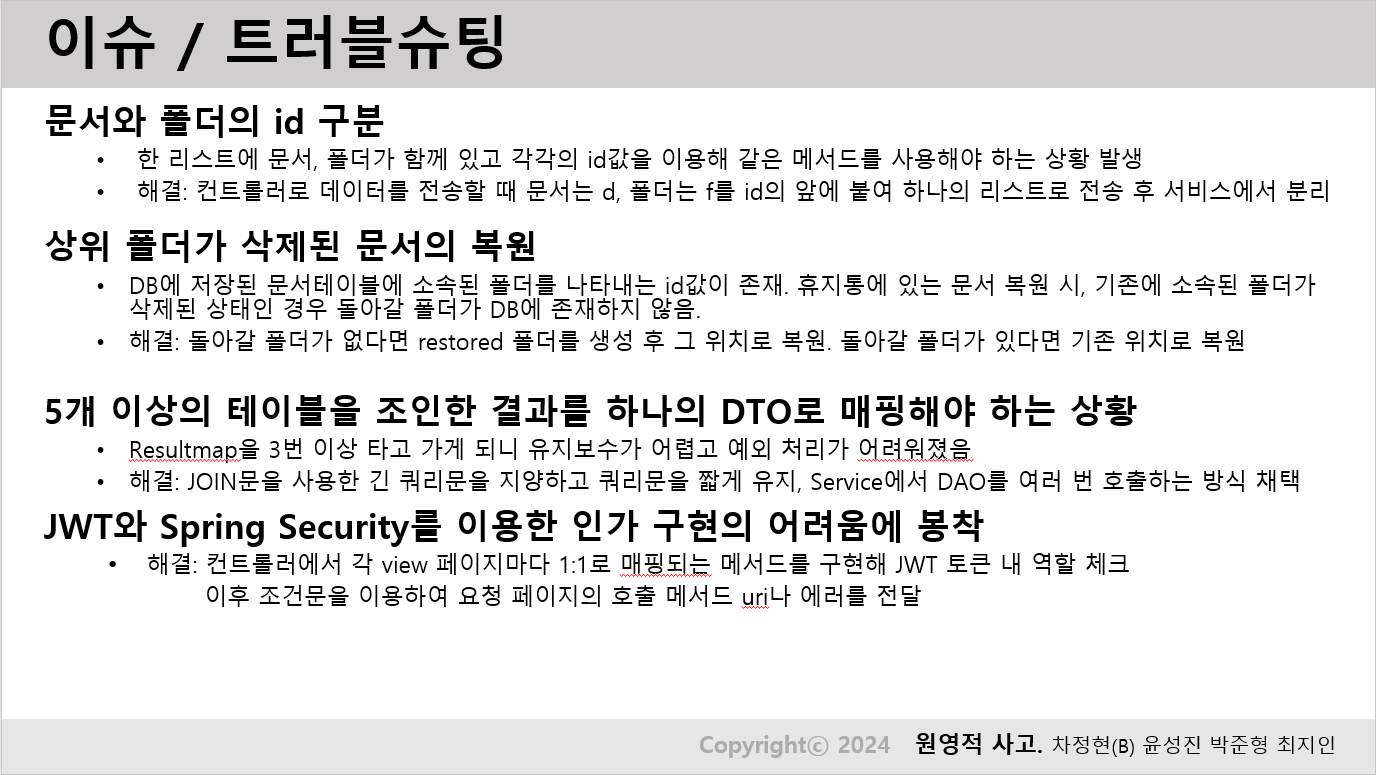 이슈 / 트러블슈팅
문서와 폴더의 id 구분
• 한 리스트에 문서, 폴더가 함께 있고 각각의 id값을 이용해 같은 메서드를 사용해야 하는 상황 발생
• 해결: 컨트롤러로 데이터를 전송할 때 문서는 d, 폴더는 f를 id의 앞에 붙여 하나의 리스트로 전송 후 서비스에서 분리
상위 폴더가 삭제된 문서의 복원
• DB에 저장된 문서테이블에 소속된 폴더를 나타내는 id값이 존재. 휴지통에 있는 문서 복원 시, 기존에 소속된 폴더가
삭제된 상태인 경우 돌아갈 폴더가 DB에 존재하지 않음.
• 해결: 돌아갈 폴더가 없다면 restored 폴더를 생성 후 그 위치로 복원. 돌아갈 폴더가 있다면 기존 위치로 복원
5개 이상의 테이블을 조인한 결과를 하나의 DTO로 매핑해야 하는 상황
• Resultmap을 3번 이상 타고 가게 되니 유지보수가 어렵고 예외 처리가 어려워졌음
• 해결: JOIN문을 사용한 긴 쿼리문을 지양하고 쿼리문을 짧게 유지, Service에서 DAO를 여러 번 호출하는 방식 채택
JWT와 Spring Security를 이용한 인가 구현의 어려움에 봉착
• 해결: 컨트롤러에서 각 view 페이지마다 1:1로 매핑되는 메서드를 구현해 JWT 토큰 내 역할 체크
이후 조건문을 이용하여 요청 페이지의 호출 메서드 uri나 에러를 전달
Copyrightⓒ 2024 원영적 사고. 차정현(B) 윤성진 박준형 최지인